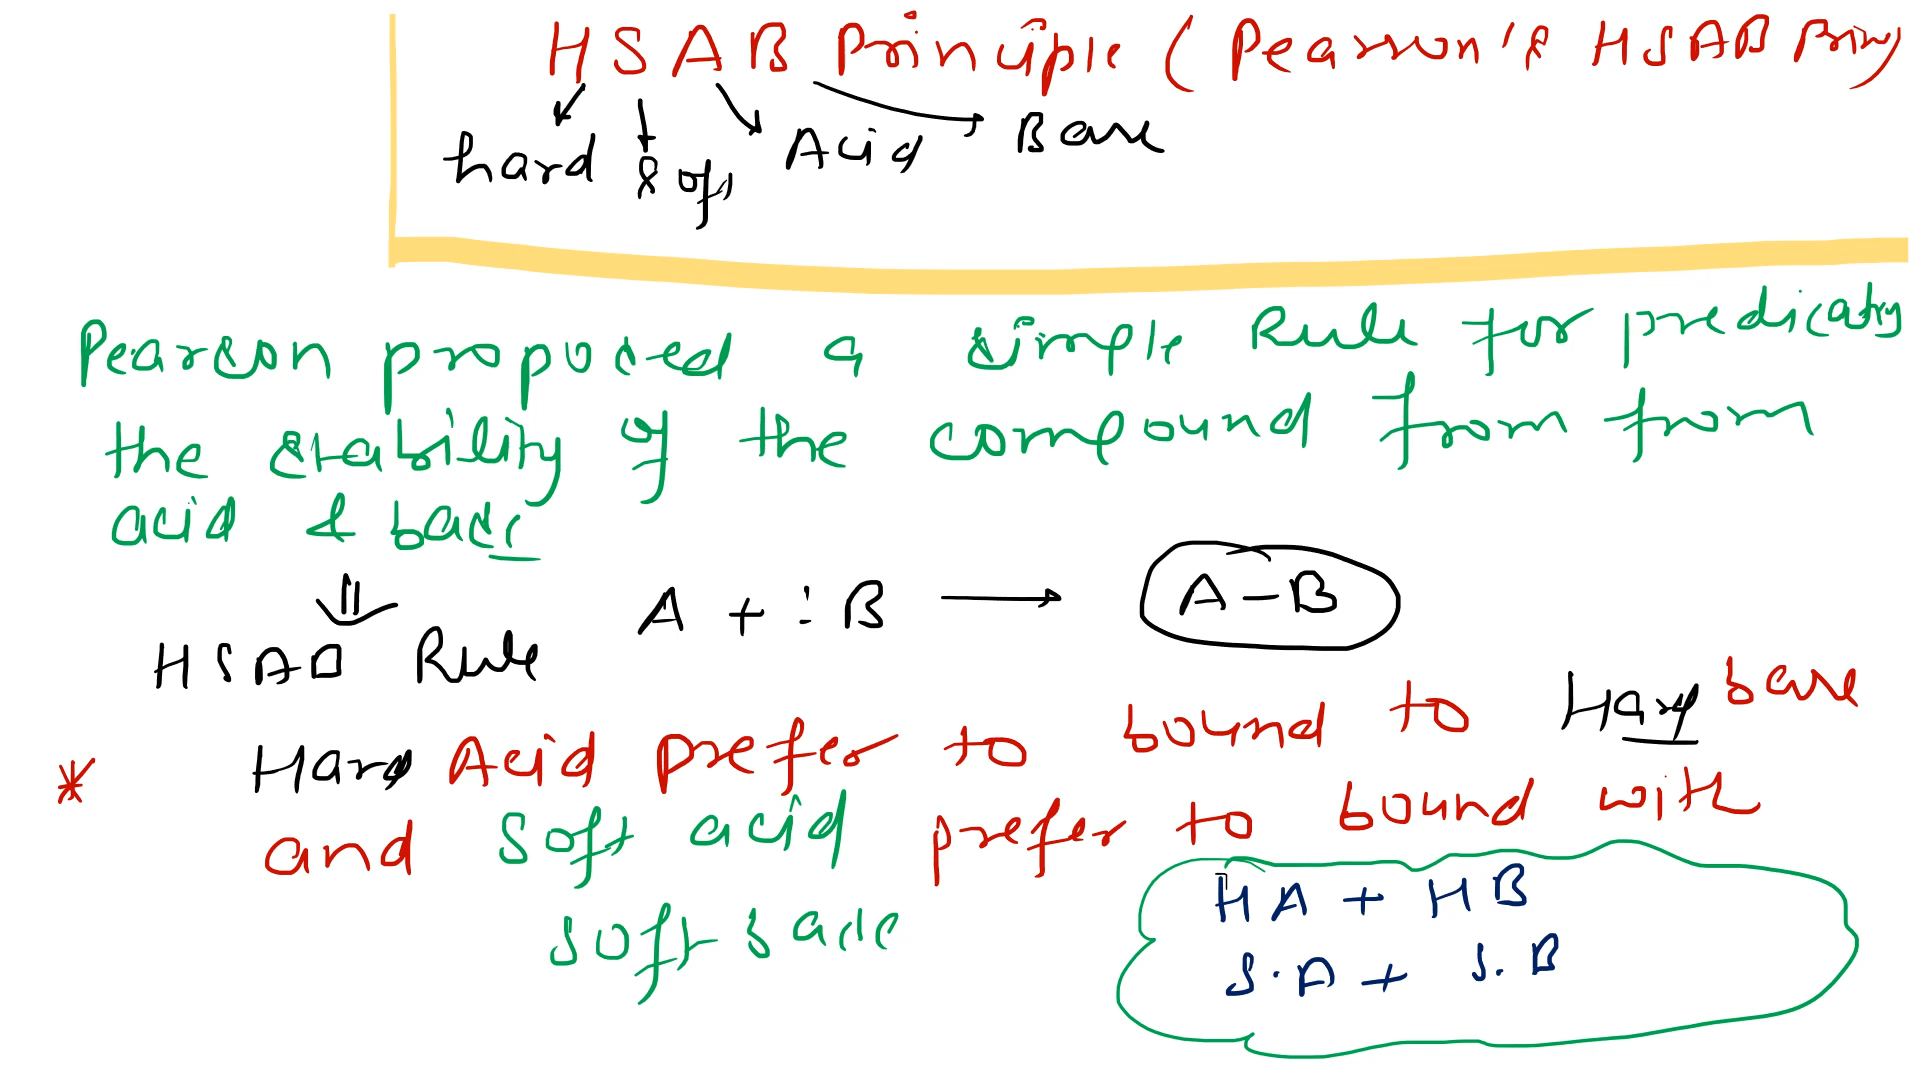 HSAB Principle (Pearson's HSAB Prin)
hard soft Acid Base
Pearson proposed a simple Rule for predicating
the stability of the compound from from
acid & base
A + :B → A-B
HSAB Rule
* Hard Acid prefer to bound to Hard base
and soft acid prefer to bound with
soft base
HA + HB
S.A + S.B